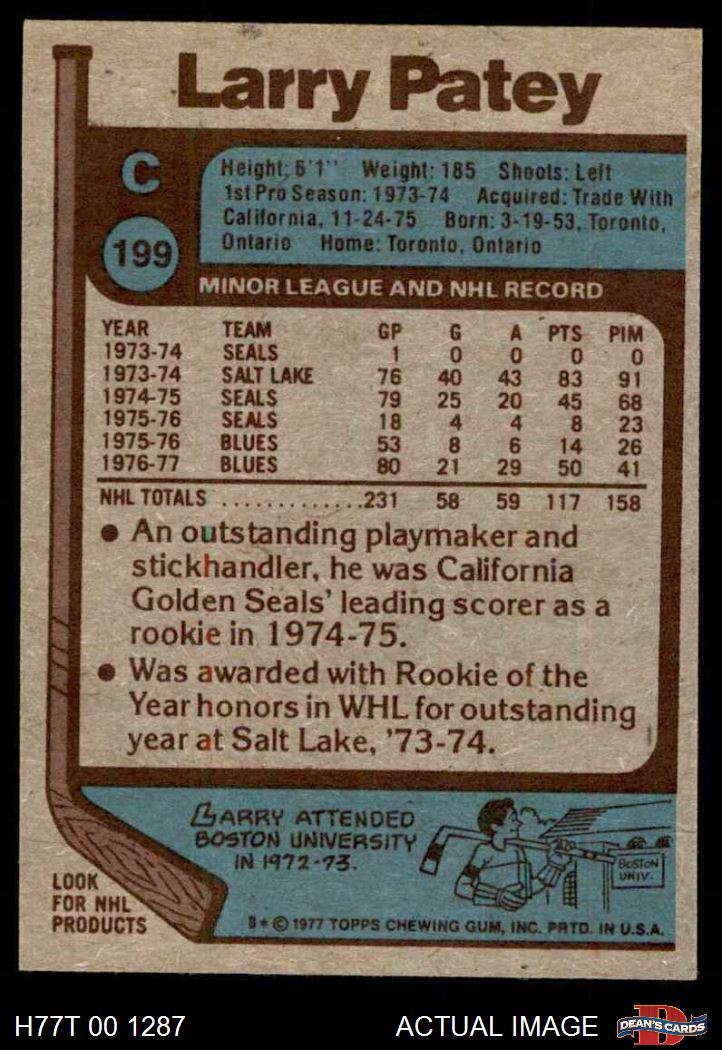 Larry Patey
C
199
Height: 6'1" Weight: 185 Shoots: Left
1st Pro Season: 1973-74 Acquired: Trade With
California, 11-24-75 Born: 3-19-53, Toronto,
Ontario Home: Toronto, Ontario
MINOR LEAGUE AND NHL RECORD
YEAR TEAM GP G A PTS PIM
1973-74 SEALS 1 0 0 0 0
1973-74 SALT LAKE 76 40 43 83 91
1974-75 SEALS 79 25 20 45 68
1975-76 SEALS 18 4 4 8 23
1975-76 BLUES 53 8 6 14 26
1976-77 BLUES 80 21 29 50 41
NHL TOTALS .............231 58 59 117 158
• An outstanding playmaker and
stickhandler, he was California
Golden Seals' leading scorer as a
rookie in 1974-75.
• Was awarded with Rookie of the
Year honors in WHL for outstanding
year at Salt Lake, '73-74.
LARRY ATTENDED
BOSTON UNIVERSITY
IN 1972-73.
BOSTON
UNIV.
LOOK
FOR NHL
PRODUCTS
B*© 1977 TOPPS CHEWING GUM, INC. PRTD. IN U.S.A.
H77T 00 1287
ACTUAL IMAGE
D
DEAN'S CARDS